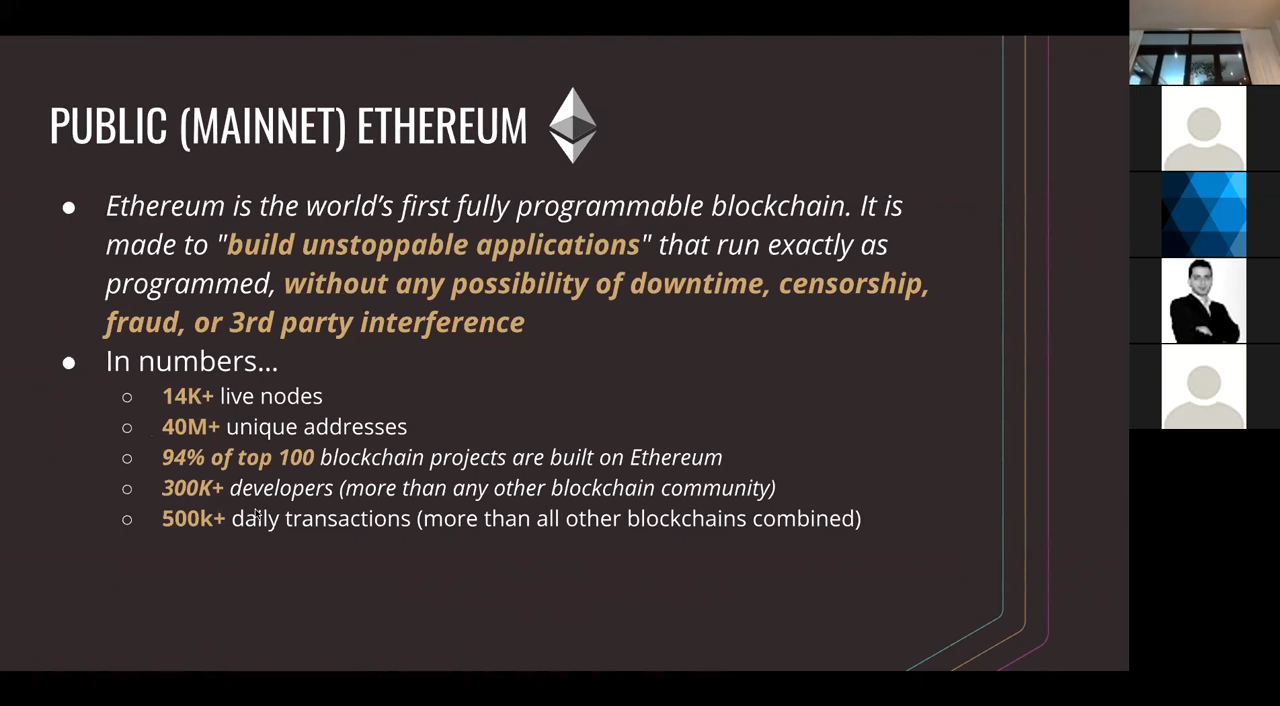 PUBLIC (MAINNET) ETHEREUM
● Ethereum is the world’s first fully programmable blockchain. It is
made to "build unstoppable applications" that run exactly as
programmed, without any possibility of downtime, censorship,
fraud, or 3rd party interference
● In numbers…
○ 14K+ live nodes
○ 40M+ unique addresses
○ 94% of top 100 blockchain projects are built on Ethereum
○ 300K+ developers (more than any other blockchain community)
○ 500k+ daily transactions (more than all other blockchains combined)